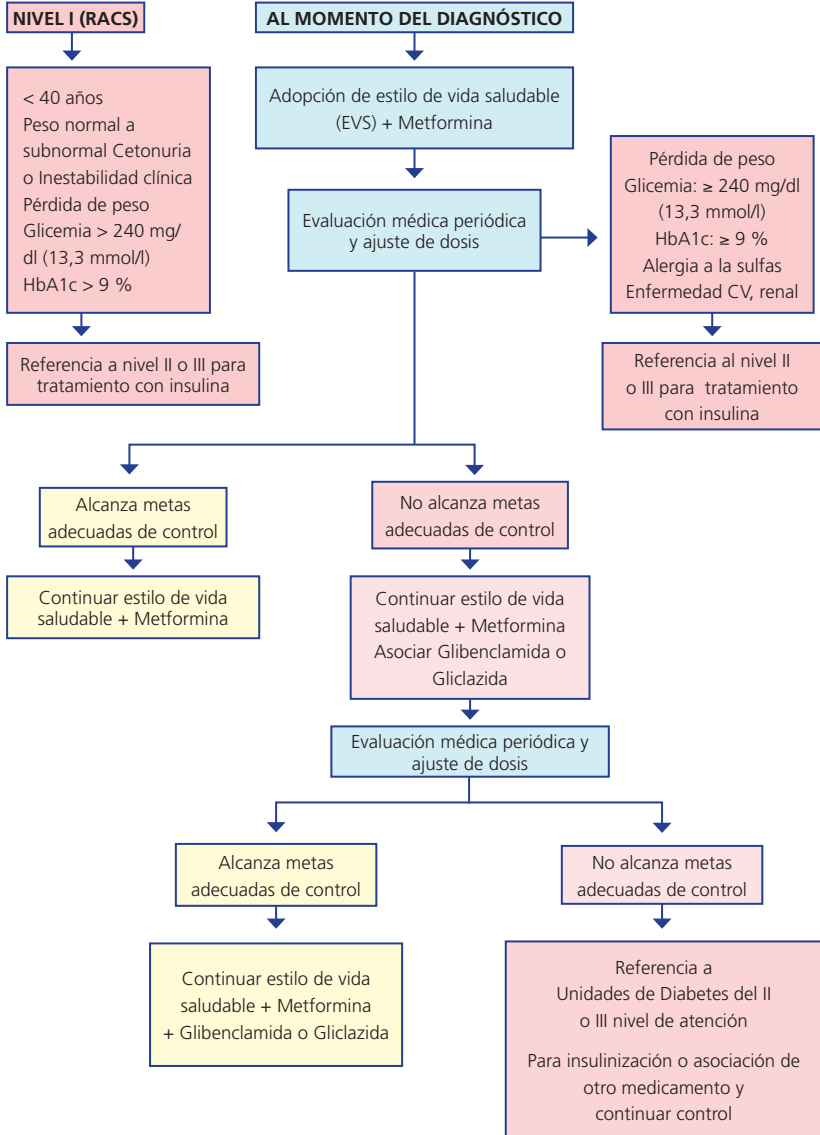 NIVEL I (RACS)
AL MOMENTO DEL DIAGNÓSTICO
< 40 años
Peso normal a
subnormal Cetonuria
o Inestabilidad clínica
Pérdida de peso
Glicemia > 240 mg/
dl (13,3 mmol/l)
HbA1c > 9 %
Referencia a nivel II o III para
tratamiento con insulina
Adopción de estilo de vida saludable
(EVS) + Metformina
Evaluación médica periódica
y ajuste de dosis
Pérdida de peso
Glicemia: ≥ 240 mg/dl
(13,3 mmol/l)
HbA1c: ≥ 9 %
Alergia a la sulfas
Enfermedad CV, renal
Referencia al nivel II
o III para tratamiento
con insulina
Alcanza metas
adecuadas de control
Continuar estilo de vida
saludable + Metformina
No alcanza metas
adecuadas de control
Continuar estilo de vida
saludable + Metformina
Asociar Glibenclamida o
Gliclazida
Evaluación médica periódica y
ajuste de dosis
Alcanza metas
adecuadas de control
Continuar estilo de vida
saludable + Metformina
+ Glibenclamida o Gliclazida
No alcanza metas
adecuadas de control
Referencia a
Unidades de Diabetes del II
o III nivel de atención
Para insulinización o asociación de
otro medicamento y
continuar control